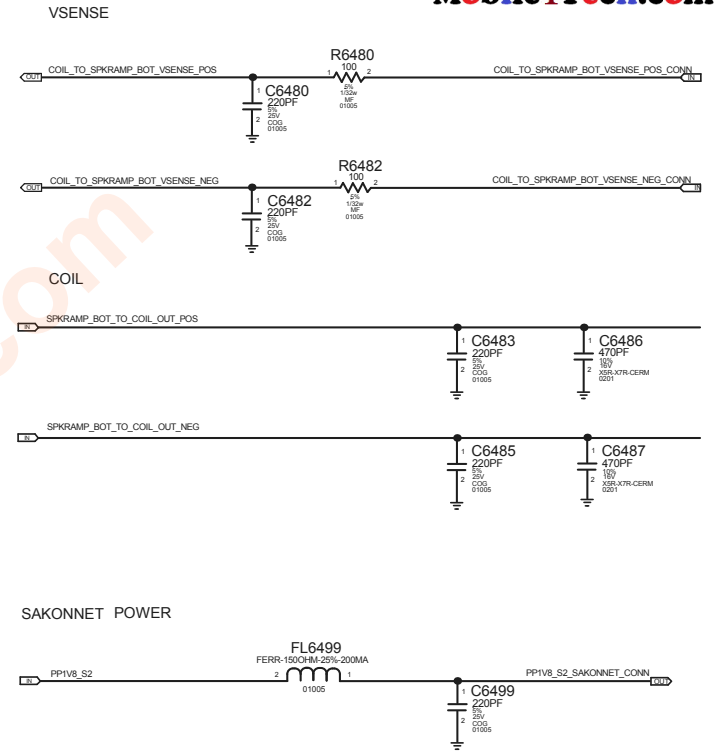 VSENSE
R6480
100
COIL_TO_SPKRAMP_BOT_VSENSE_POS
1
2
COIL_TO_SPKRAMP_BOT_VSENSE_POS_CONN
OUT
IN
5%
1/32w
MF
01005
1
C6480
220PF
5%
25V
2
COG
01005
R6482
100
COIL_TO_SPKRAMP_BOT_VSENSE_NEG
1
2
COIL_TO_SPKRAMP_BOT_VSENSE_NEG_CONN
OUT
IN
5%
1/32w
MF
01005
1
C6482
220PF
5%
25V
2
COG
01005
COIL
SPKRAMP_BOT_TO_COIL_OUT_POS
IN
1
C6483
220PF
5%
25V
2
COG
01005
1
C6486
470PF
10%
16V
2
X5R-X7R-CERM
0201
SPKRAMP_BOT_TO_COIL_OUT_NEG
IN
1
C6485
220PF
5%
25V
2
COG
01005
1
C6487
470PF
10%
16V
2
X5R-X7R-CERM
0201
SAKONNET POWER
FL6499
FERR-150OHM-25%-200MA
PP1V8_S2
2
1
PP1V8_S2_SAKONNET_CONN
IN
OUT
01005
1
C6499
220PF
5%
25V
2
COG
01005
com